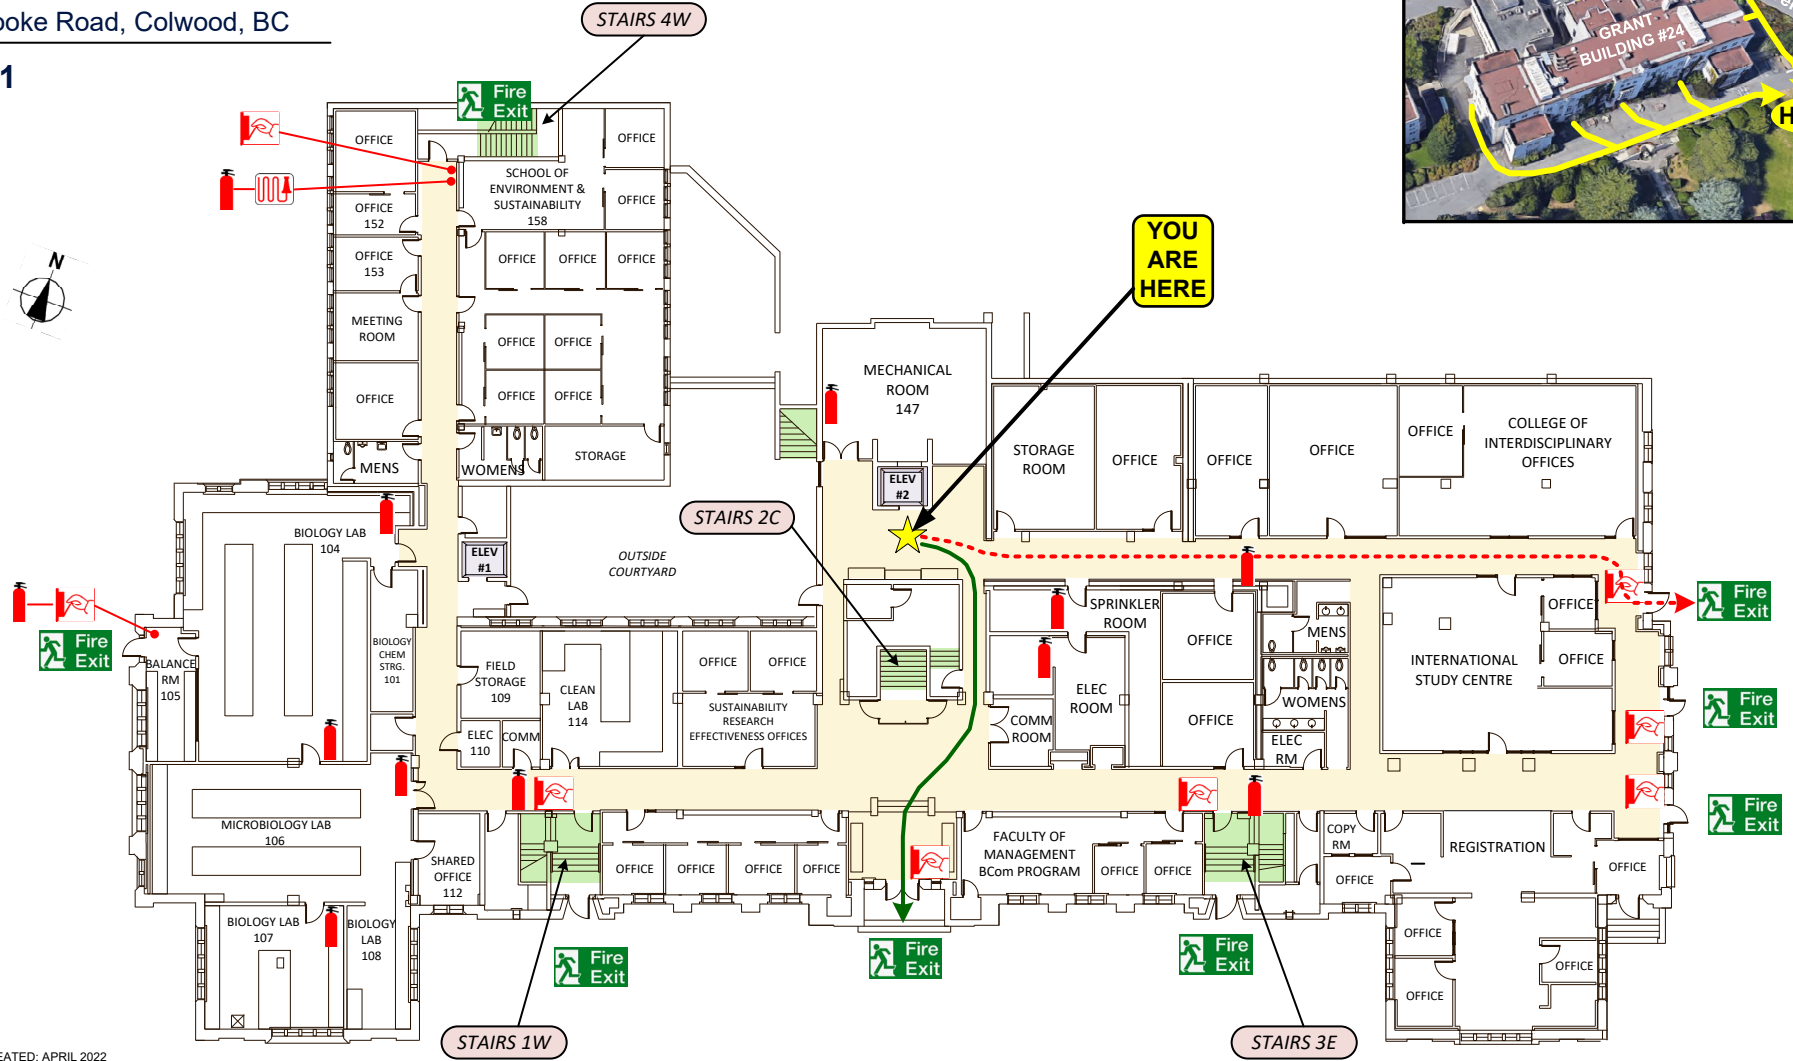 ooke Road, Colwood, BC
1
STAIRS 4W
GRANT
BUILDING #24
H
Fire
Exit
N
OFFICE
OFFICE
152
OFFICE
153
MEETING
ROOM
OFFICE
MENS
SCHOOL OF
ENVIRONMENT &
SUSTAINABILITY
158
OFFICE
OFFICE
OFFICE
OFFICE
OFFICE
OFFICE
OFFICE
OFFICE
OFFICE
WOMENS
STORAGE
YOU
ARE
HERE
MECHANICAL
ROOM
147
ELEV
#2
STORAGE
ROOM
OFFICE
OFFICE
OFFICE
OFFICE
COLLEGE OF
INTERDISCIPLINARY
OFFICES
STAIRS 2C
BIOLOGY LAB
104
ELEV
#1
OUTSIDE
COURTYARD
Fire
Exit
BALANCE
RM
105
BIOLOGY
CHEM
STRG.
101
FIELD
STORAGE
109
ELEC
110
COMM
CLEAN
LAB
114
OFFICE
OFFICE
SUSTAINABILITY
RESEARCH
EFFECTIVENESS OFFICES
SPRINKLER
ROOM
OFFICE
ELEC
ROOM
COMM
ROOM
OFFICE
MENS
WOMENS
ELEC
RM
INTERNATIONAL
STUDY CENTRE
OFFICE
OFFICE
Fire
Exit
Fire
Exit
Fire
Exit
MICROBIOLOGY LAB
106
SHARED
OFFICE
112
OFFICE
OFFICE
OFFICE
OFFICE
FACULTY OF
MANAGEMENT
BCom PROGRAM
OFFICE
OFFICE
COPY
RM
OFFICE
REGISTRATION
OFFICE
BIOLOGY LAB
107
BIOLOGY
LAB
108
Fire
Exit
Fire
Exit
Fire
Exit
OFFICE
OFFICE
OFFICE
STAIRS 1W
STAIRS 3E
EATED: APRIL 2022